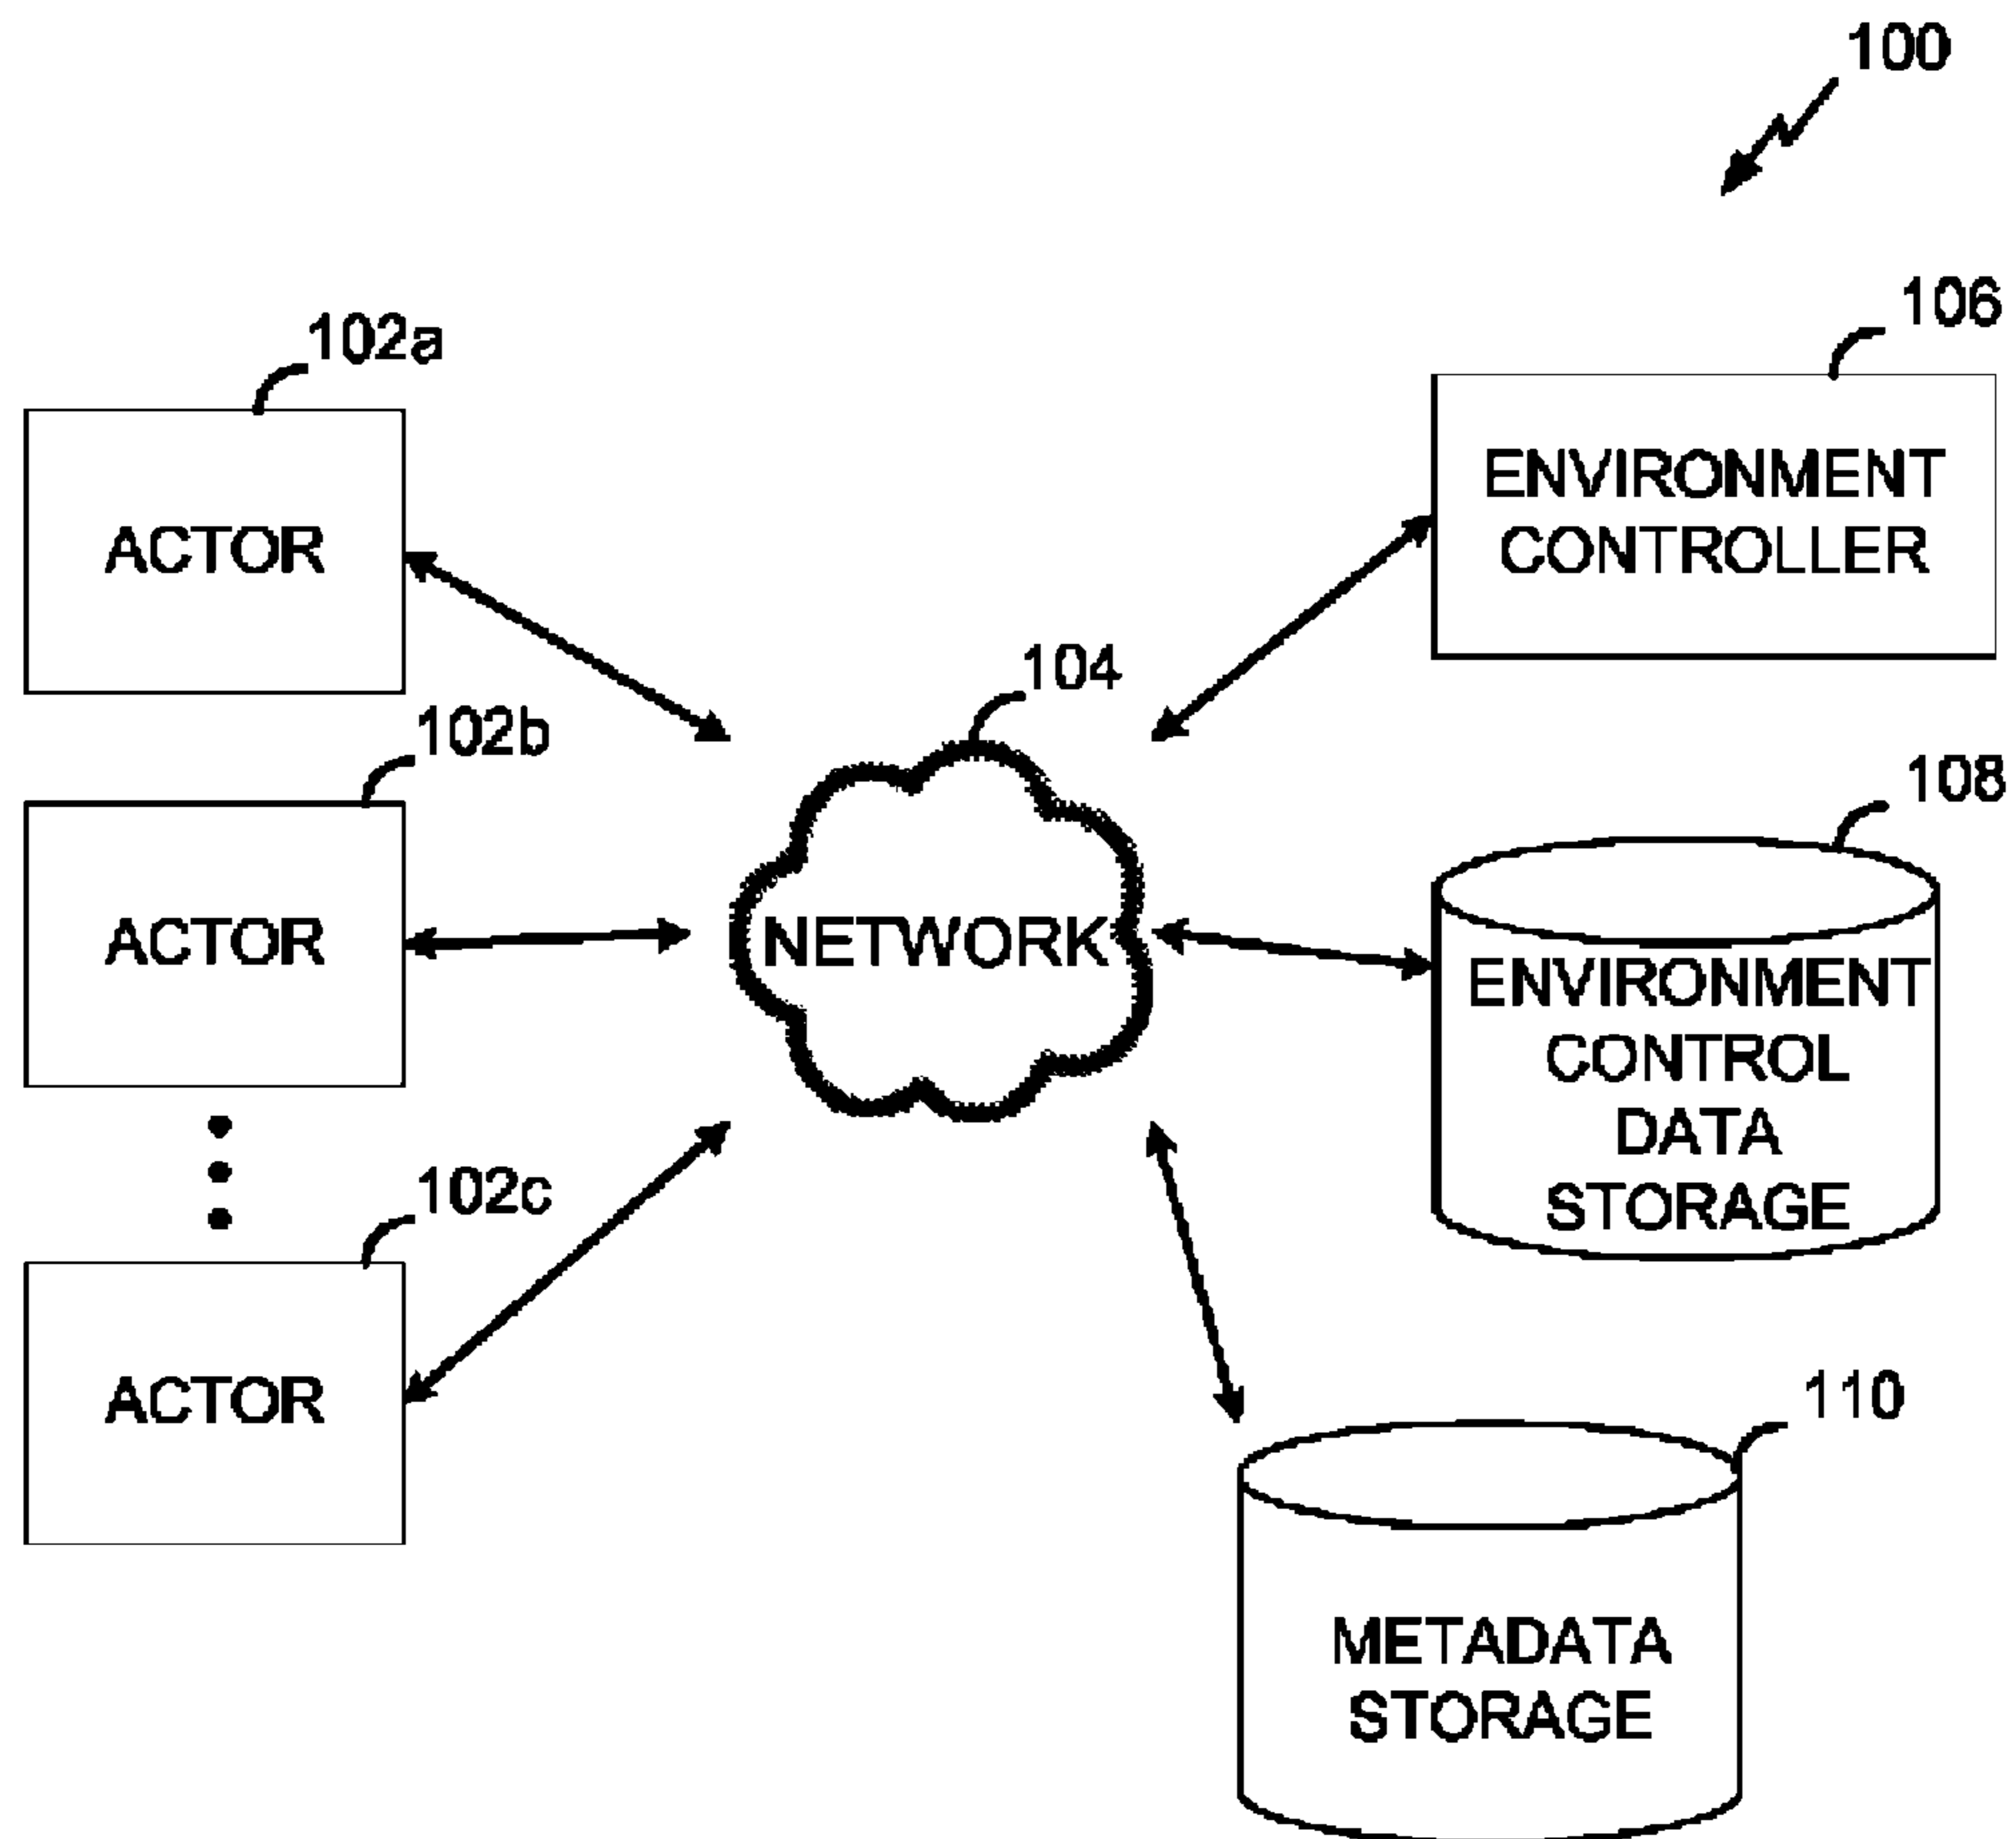 100
102a
106
ACTOR
ENVIRONMENT
CONTROLLER
104
102b
108
ACTOR
NETWORK
ENVIRONMENT
CONTROL
DATA
STORAGE
102c
ACTOR
110
METADATA
STORAGE